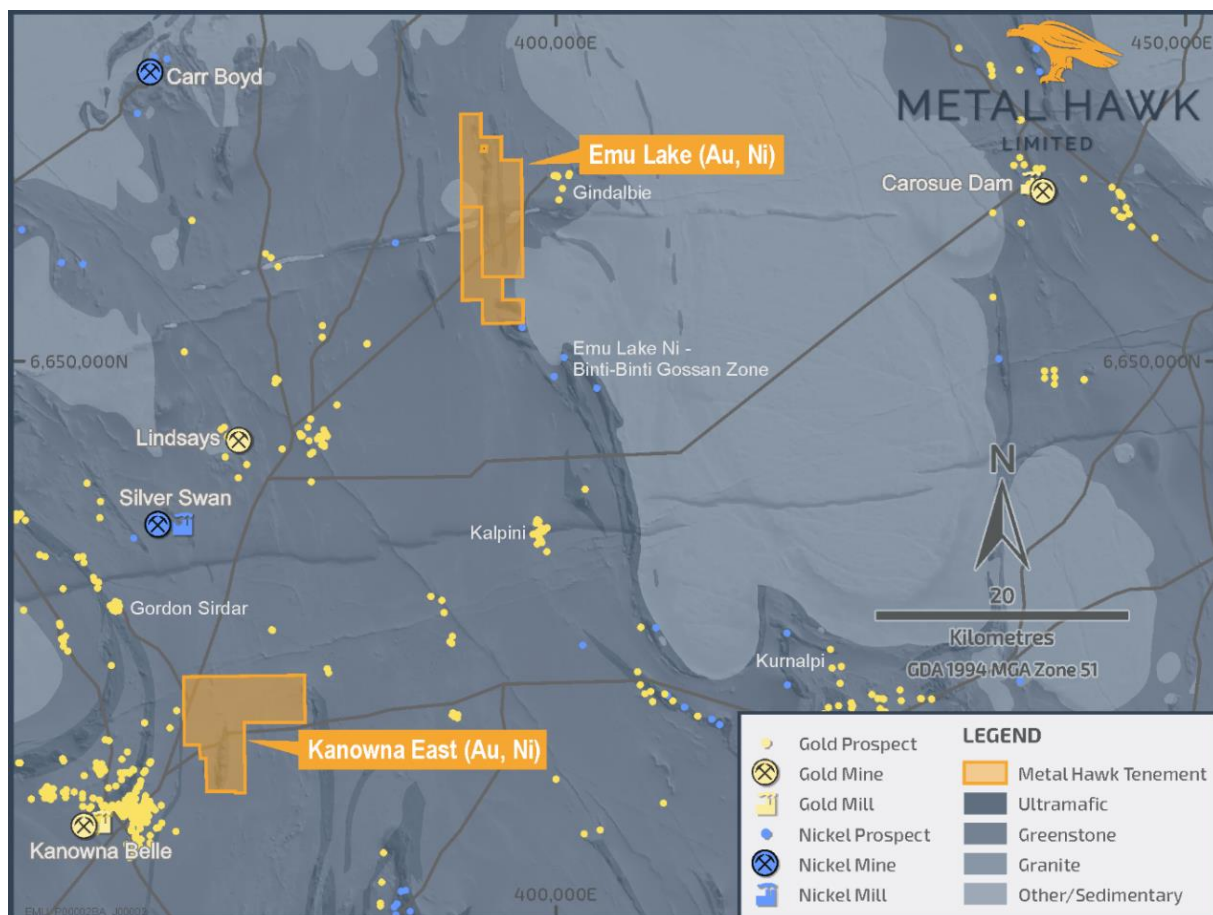 400,000E
450,000E
Carr Boyd
METAL HAWK
LIMITED
Emu Lake (Au, Ni)
Gindalbie
Carosue Dam
6,650,000N
Emu Lake Ni -
Binti-Binti Gossan Zone
6,650,000N
Lindsays
Silver Swan
N
Kalpini
Gordon Sirdar
20
Kilometres
GDA 1994 MGA Zone 51
Kurnalpi
Kanowna East (Au, Ni)
Kanowna Belle
400,000E
LEGEND
Gold Prospect
Gold Mine
Gold Mill
Nickel Prospect
Nickel Mine
Nickel Mill
Metal Hawk Tenement
Ultramafic
Greenstone
Granite
Other/Sedimentary